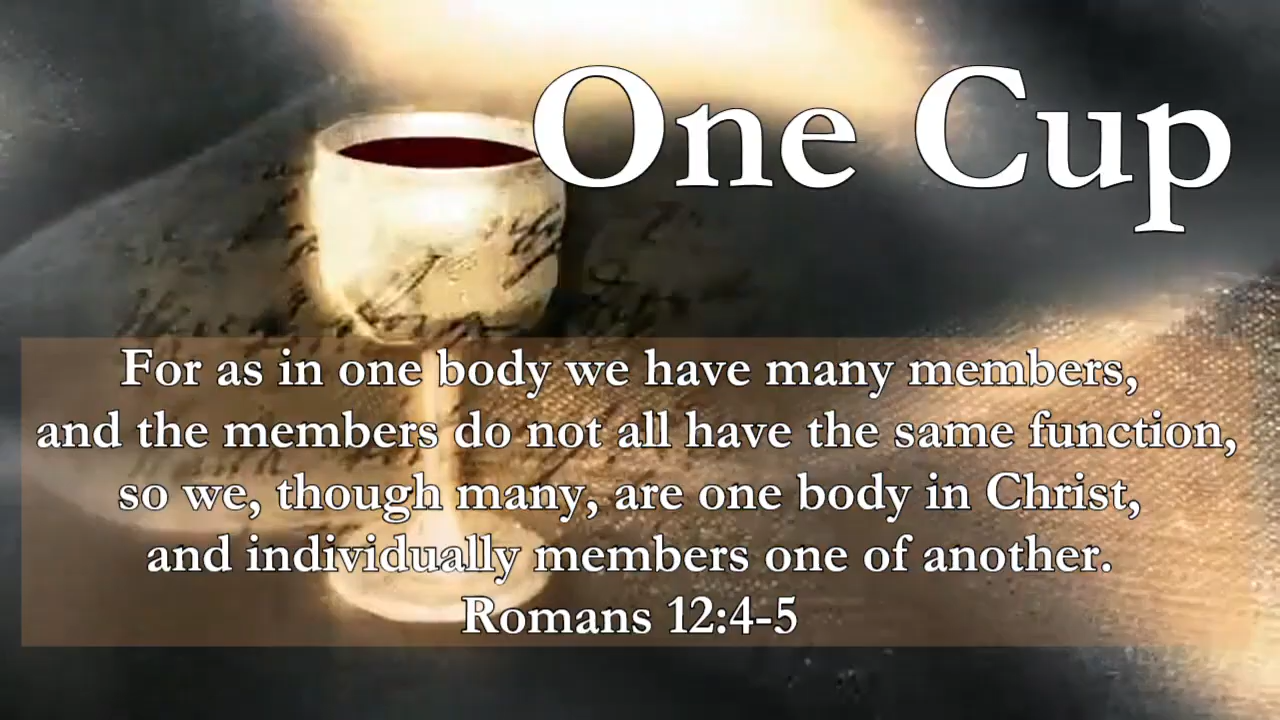 One Cup
For as in one body we have many members,
and the members do not all have the same function,
so we, though many, are one body in Christ,
and individually members one of another.
Romans 12:4-5